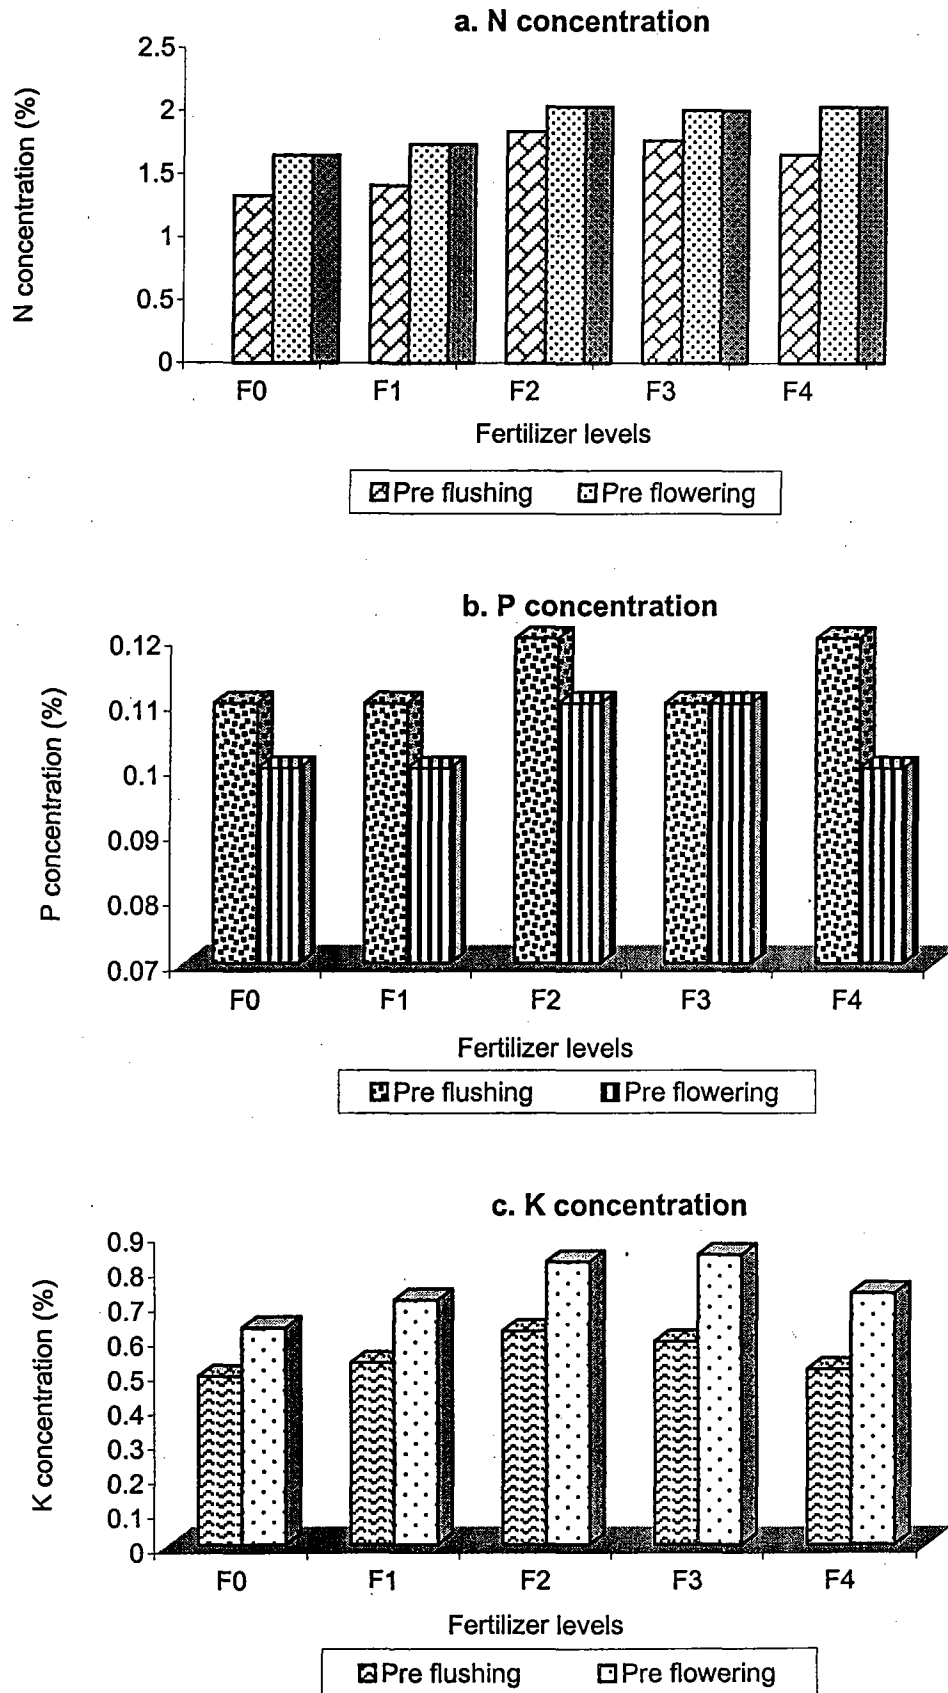 a. N concentration
N concentration (%)
2.5
2
1.5
1
0.5
0
F0 F1 F2 F3 F4
Fertilizer levels
Pre flushing Pre flowering
b. P concentration
P concentration (%)
0.12
0.11
0.1
0.09
0.08
0.07
F0 F1 F2 F3 F4
Fertilizer levels
Pre flushing Pre flowering
c. K concentration
K concentration (%)
0.9
0.8
0.7
0.6
0.5
0.4
0.3
0.2
0.1
0
F0 F1 F2 F3 F4
Fertilizer levels
Pre flushing Pre flowering